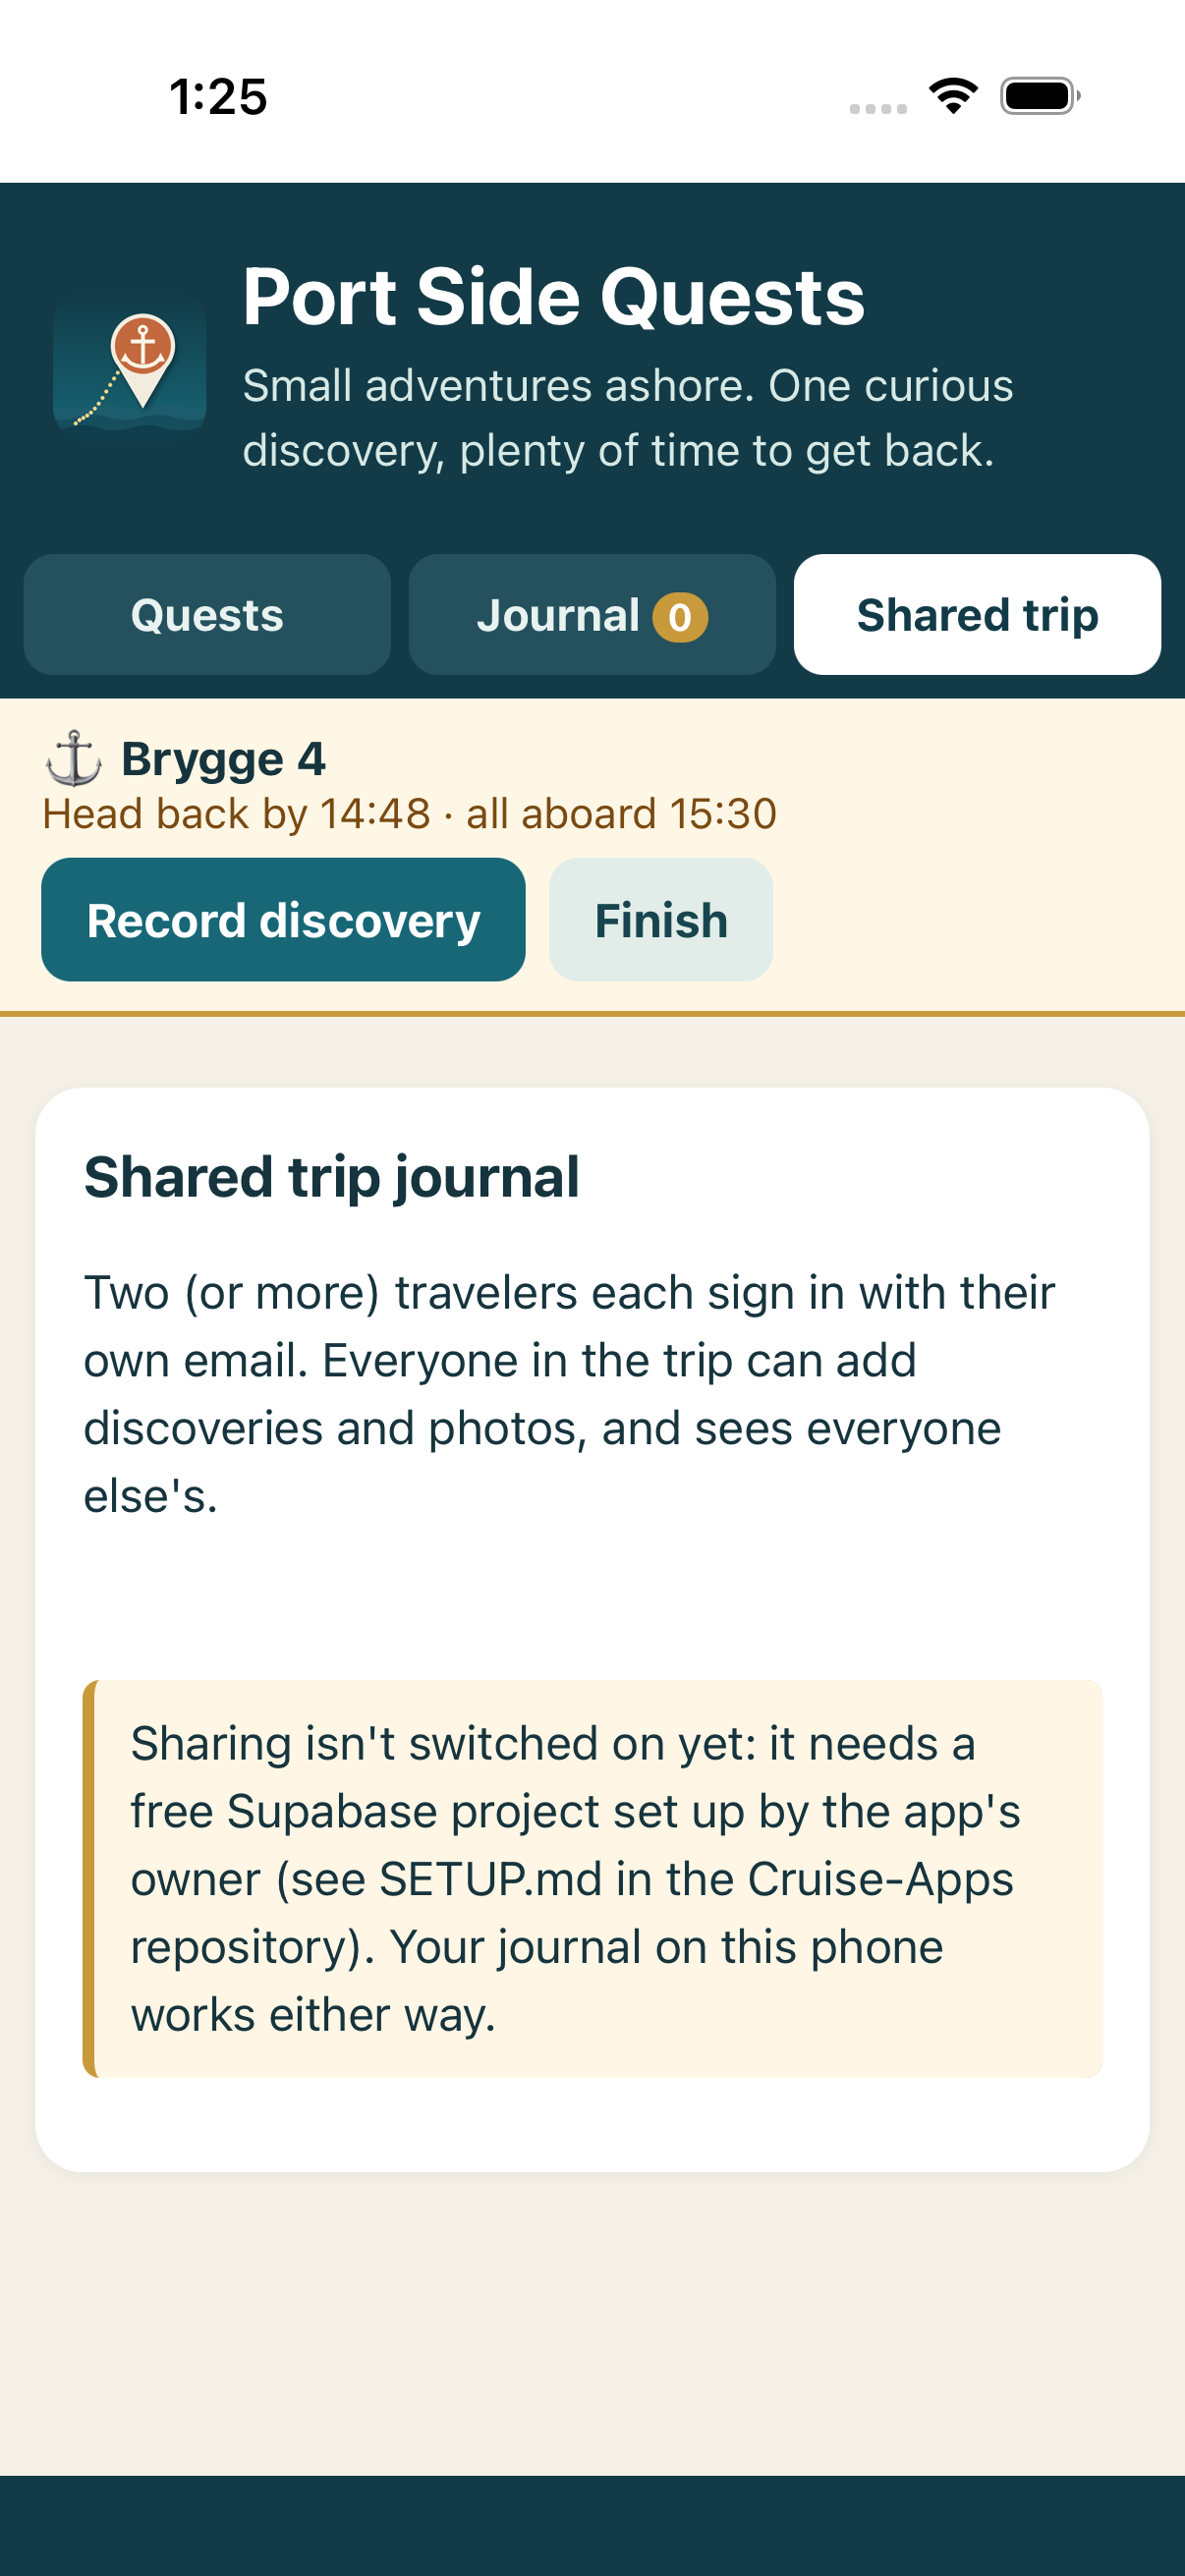 1:25
Port Side Quests
Small adventures ashore. One curious
discovery, plenty of time to get back.
Quests
Journal 0
Shared trip
Brygge 4
Head back by 14:48 · all aboard 15:30
Record discovery
Finish
Shared trip journal
Two (or more) travelers each sign in with their
own email. Everyone in the trip can add
discoveries and photos, and sees everyone
else's.
Sharing isn't switched on yet: it needs a
free Supabase project set up by the app's
owner (see SETUP.md in the Cruise-Apps
repository). Your journal on this phone
works either way.